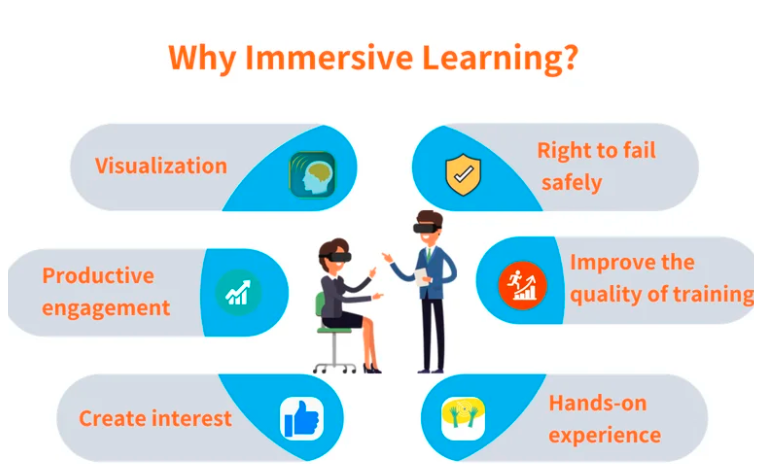 Why Immersive Learning?
Visualization
Right to fail
safely
Productive
engagement
Improve the
quality of training
Create interest
Hands-on
experience